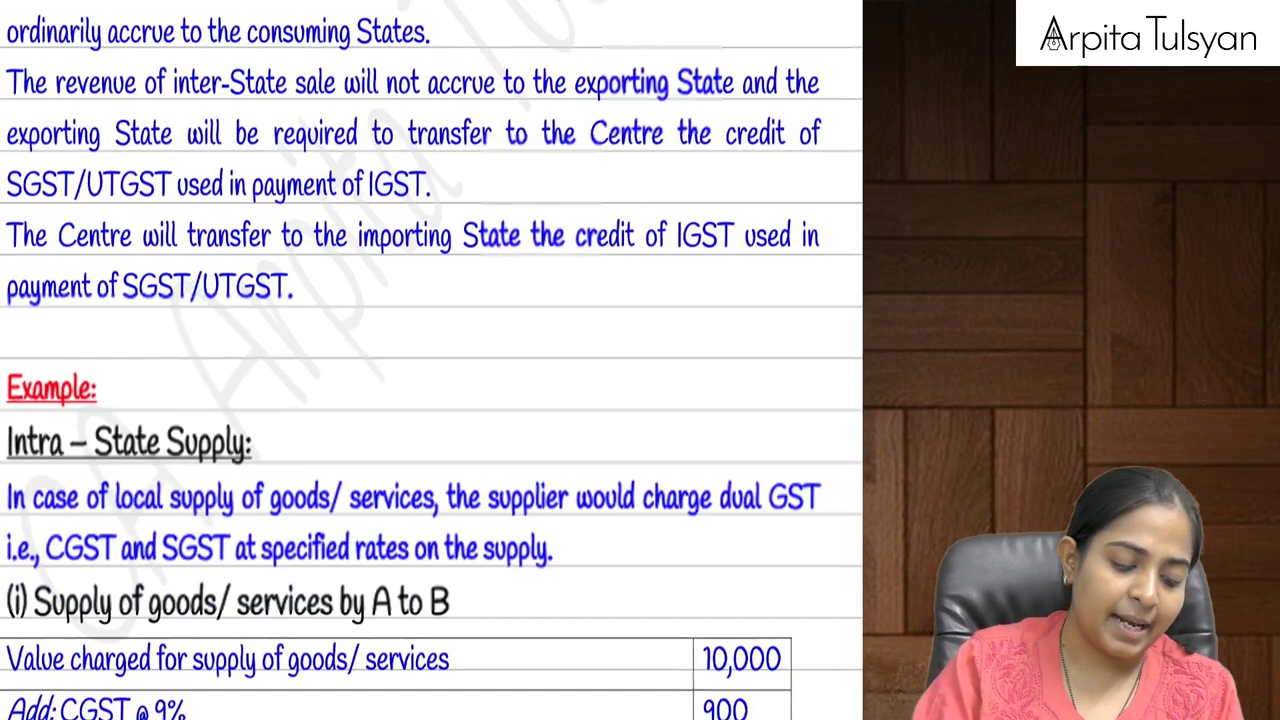 Arpita Tulsyan
ordinarily accrue to the consuming States.
The revenue of inter-State sale will not accrue to the exporting State and the
exporting State will be required to transfer to the Centre the credit of
SGST/UTGST used in payment of IGST.
The Centre will transfer to the importing State the credit of IGST used in
payment of SGST/UTGST.
Example:
Intra – State Supply:
In case of local supply of goods/ services, the supplier would charge dual GST
i.e., CGST and SGST at specified rates on the supply.
(i) Supply of goods/ services by A to B
Value charged for supply of goods/ services 10,000
Add: CGST @ 9% 900